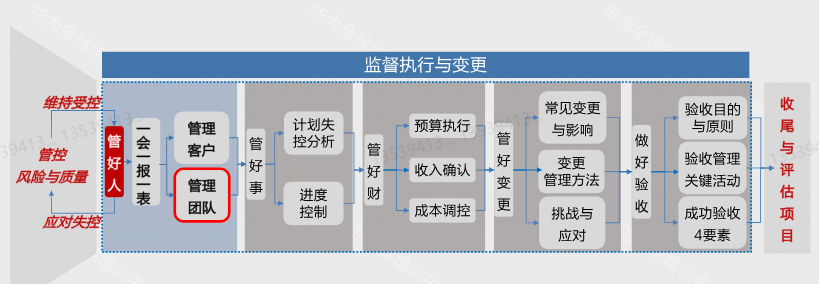 监督执行与变更
维持受控
管控
风险与质量
应对失控
管好人
一会一报一表
管理
客户
管理
团队
管好事
计划失
控分析
进度
控制
管好财
预算执行
收入确认
成本调控
管好变更
常见变更
与影响
变更
管理方法
挑战与
应对
做好验收
验收目的
与原则
验收管理
关键活动
成功验收
4要素
收尾与评估项目